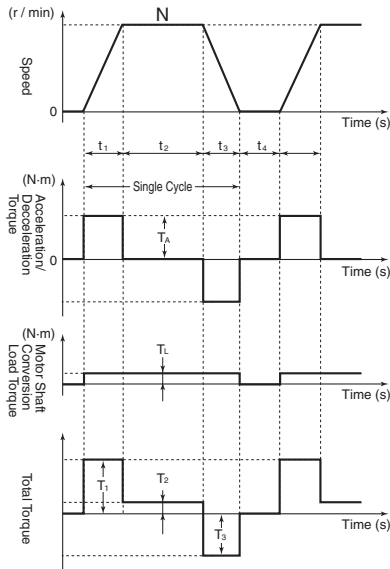 (r / min)
N
Speed
0
Time (s)
t1 t2 t3 t4
(N·m)
Single Cycle
Acceleration/
Decceleration
Torque
TA
0
Time (s)
(N·m)
Motor Shaft
Conversion
Load Torque
TL
Time (s)
Total Torque
T1
T2
T3
Time (s)